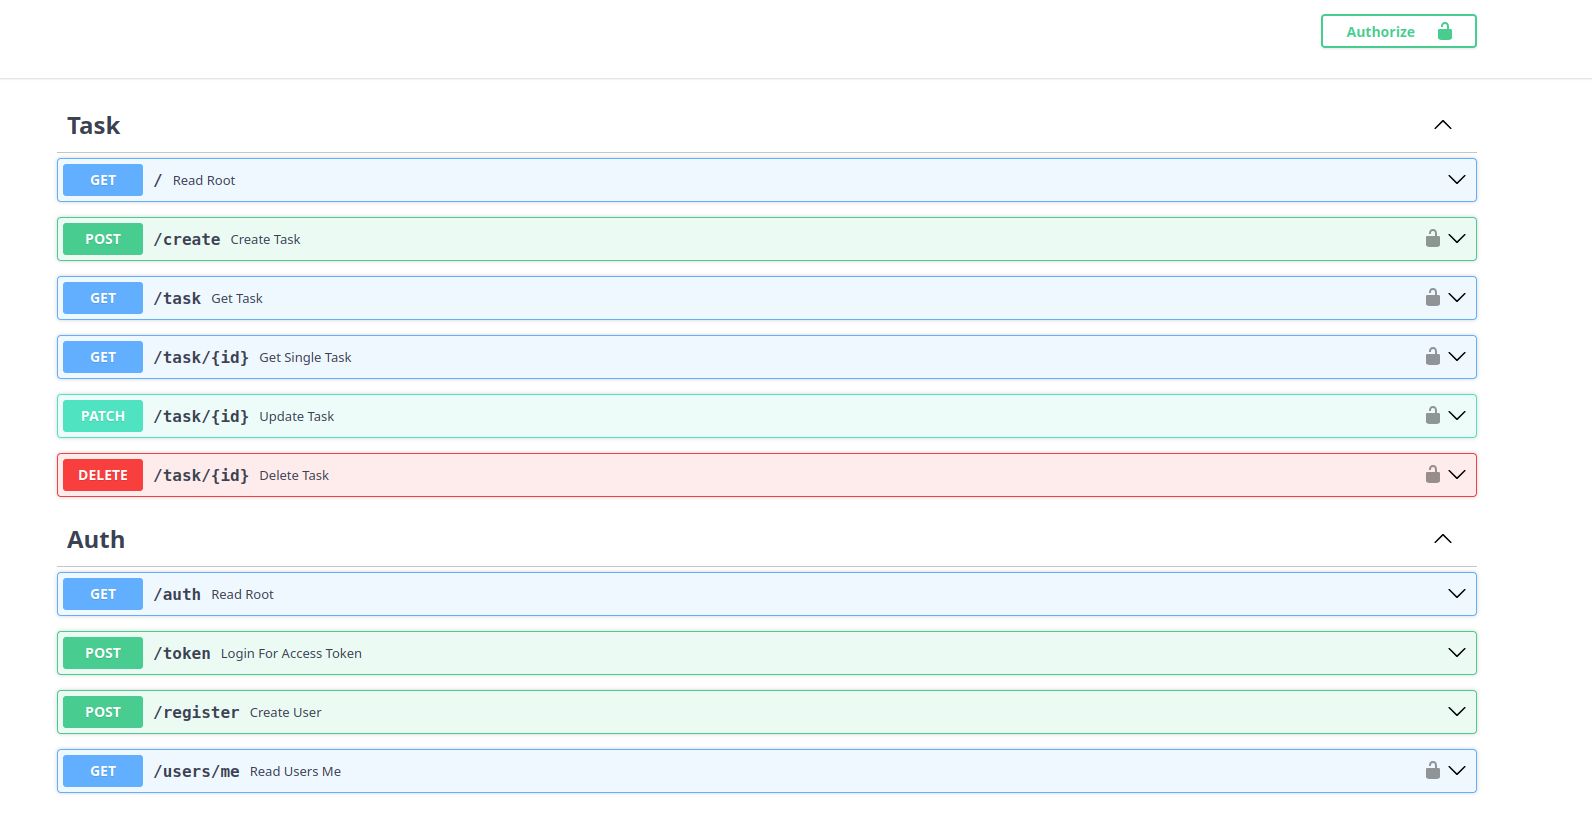 Authorize
Task
GET / Read Root
POST /create Create Task
GET /task Get Task
GET /task/{id} Get Single Task
PATCH /task/{id} Update Task
DELETE /task/{id} Delete Task
Auth
GET /auth Read Root
POST /token Login For Access Token
POST /register Create User
GET /users/me Read Users Me